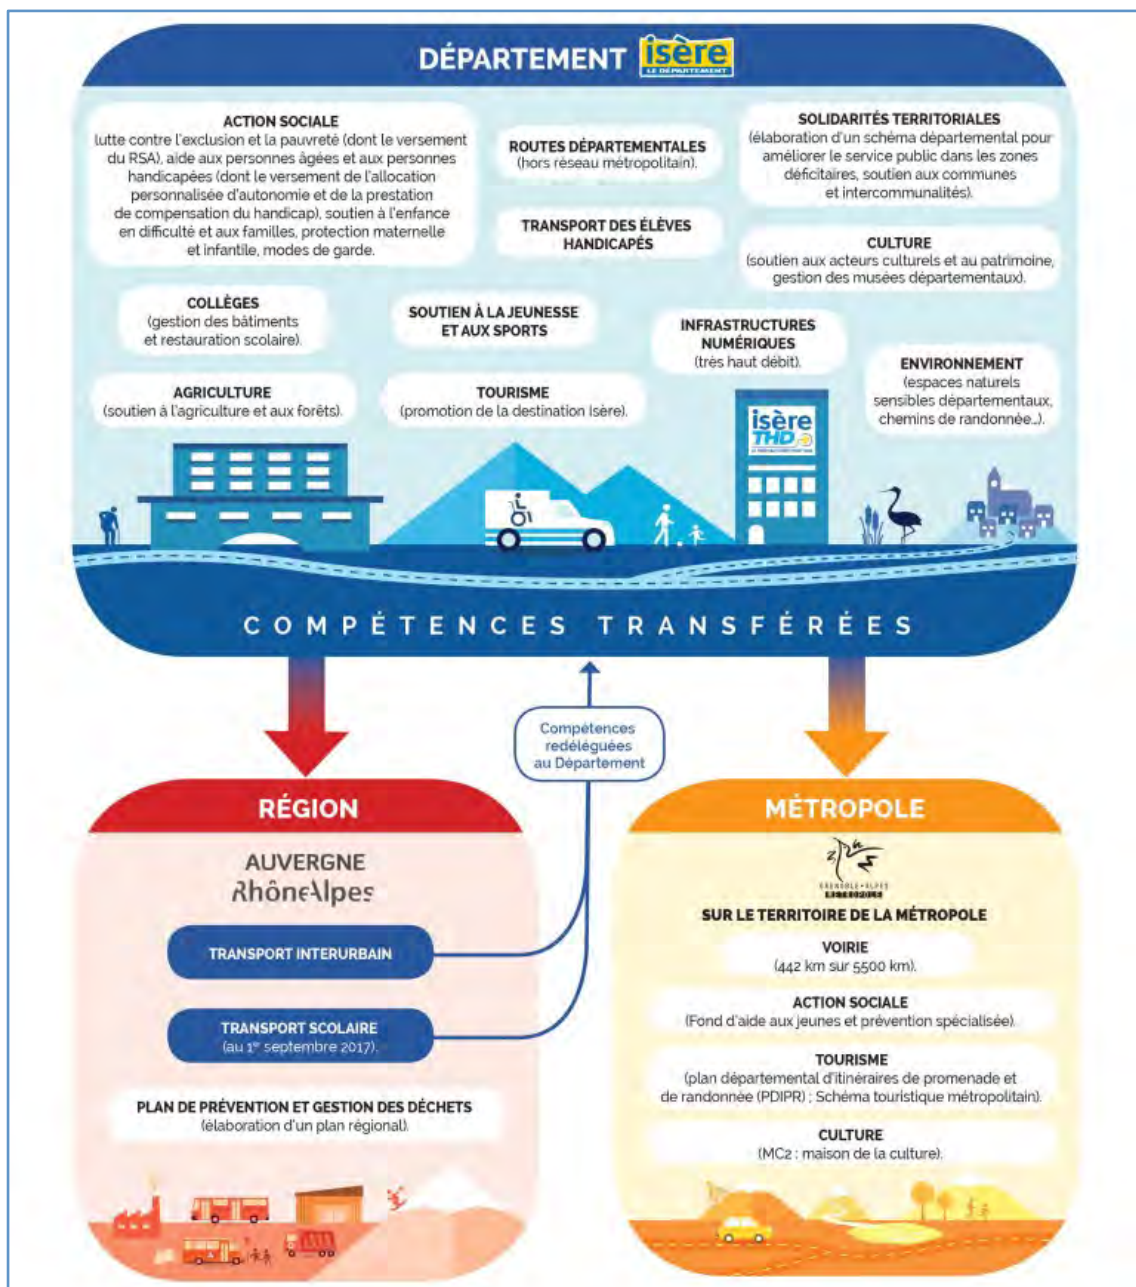 DÉPARTEMENT
isère
LE DÉPARTEMENT
ACTION SOCIALE
lutte contre l'exclusion et la pauvreté (dont le versement
du RSA), aide aux personnes âgées et aux personnes
handicapées (dont le versement de l'allocation
personnalisée d'autonomie et de la prestation
de compensation du handicap), soutien à l'enfance
en difficulté et aux familles, protection maternelle
et infantile, modes de garde.
ROUTES DÉPARTEMENTALES
(hors réseau métropolitain).
SOLIDARITÉS TERRITORIALES
(élaboration d'un schéma départemental pour
améliorer le service public dans les zones
déficitaires, soutien aux communes
et intercommunalités).
TRANSPORT DES ÉLÈVES
HANDICAPÉS
CULTURE
(soutien aux acteurs culturels et au patrimoine,
gestion des musées départementaux).
COLLÈGES
(gestion des bâtiments
et restauration scolaire).
SOUTIEN À LA JEUNESSE
ET AUX SPORTS
INFRASTRUCTURES
NUMÉRIQUES
(très haut débit).
ENVIRONNEMENT
(espaces naturels
sensibles départementaux,
chemins de randonnée...).
AGRICULTURE
(soutien à l'agriculture et aux forêts).
TOURISME
(promotion de la destination Isère).
isère
THD
COMPÉTENCES TRANSFÉRÉES
Compétences
redéléguées
au Département
RÉGION
AUVERGNE
RhôneAlpes
TRANSPORT INTERURBAIN
TRANSPORT SCOLAIRE
(au 1er septembre 2017).
PLAN DE PRÉVENTION ET GESTION DES DÉCHETS
(élaboration d'un plan régional).
MÉTROPOLE
GRENOBLE-ALPES
MÉTROPOLE
SUR LE TERRITOIRE DE LA MÉTROPOLE
VOIRIE
(442 km sur 5500 km).
ACTION SOCIALE
(Fond d'aide aux jeunes et prévention spécialisée).
TOURISME
(plan départemental d'itinéraires de promenade et
de randonnée (PDIPR) ; Schéma touristique métropolitain).
CULTURE
(MC2 : maison de la culture).